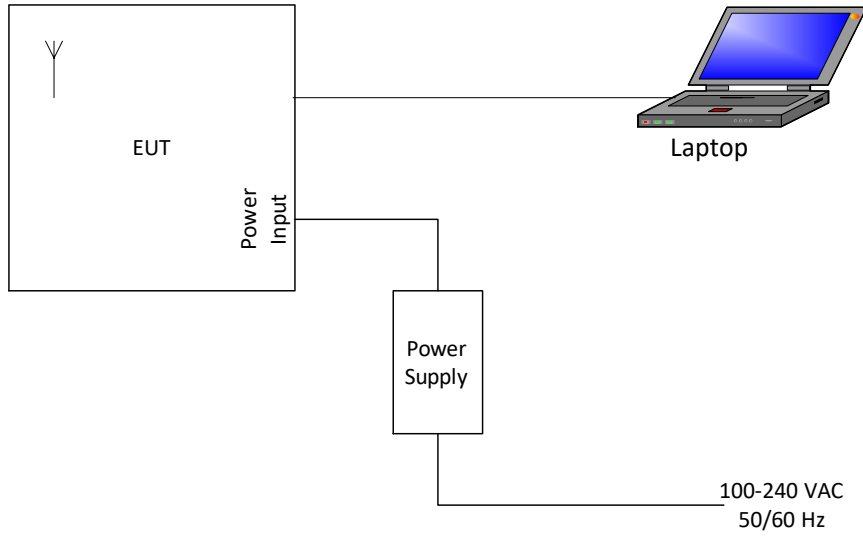 EUT
Laptop
Power
Input
Power
Supply
100-240 VAC
50/60 Hz